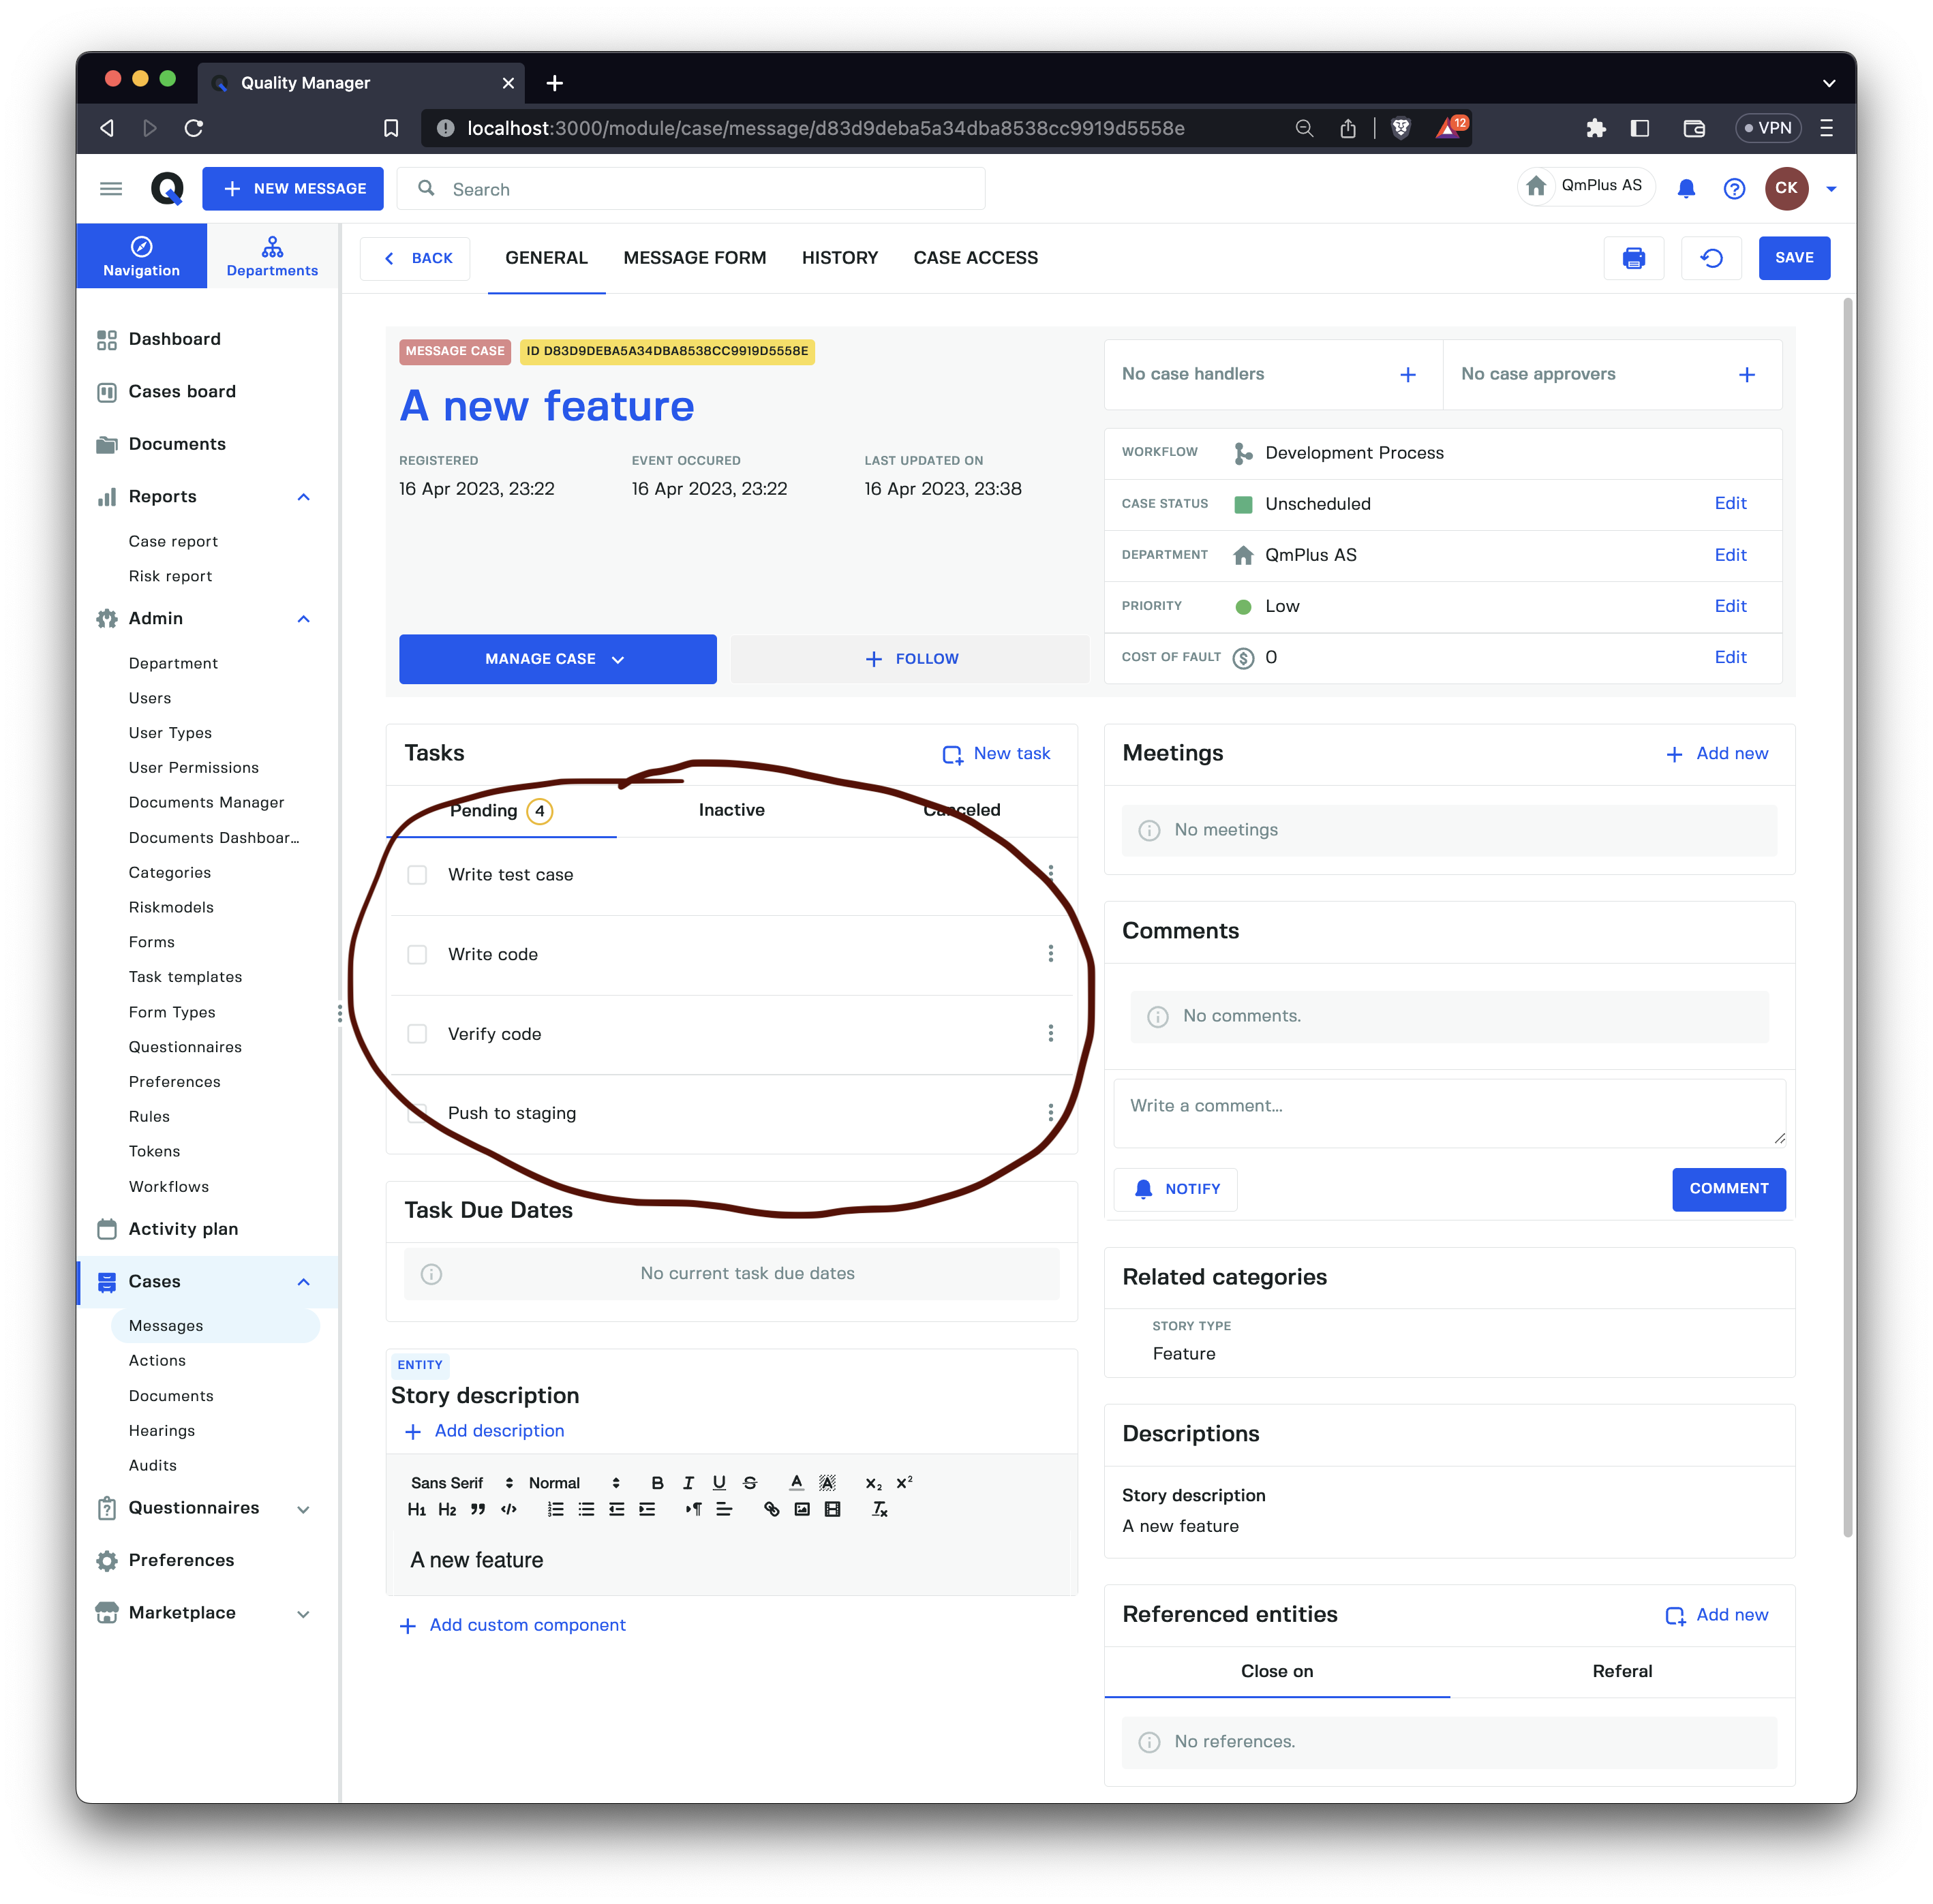 Quality Manager
localhost:3000/module/case/message/d83d9deba5a34dba8538cc9919d5558e
12
VPN
NEW MESSAGE
Search
QmPlus AS
CK
Navigation
Departments
BACK
GENERAL
MESSAGE FORM
HISTORY
CASE ACCESS
SAVE
Dashboard
Cases board
Documents
Reports
Case report
Risk report
Admin
Department
Users
User Types
User Permissions
Documents Manager
Documents Dashboar...
Categories
Riskmodels
Forms
Task templates
Form Types
Questionnaires
Preferences
Rules
Tokens
Workflows
Activity plan
Cases
Messages
Actions
Documents
Hearings
Audits
Questionnaires
Preferences
Marketplace
MESSAGE CASE
ID D83D9DEBA5A34DBA8538CC9919D5558E
A new feature
REGISTERED
16 Apr 2023, 23:22
EVENT OCCURED
16 Apr 2023, 23:22
LAST UPDATED ON
16 Apr 2023, 23:38
MANAGE CASE
FOLLOW
No case handlers
No case approvers
WORKFLOW Development Process
CASE STATUS Unscheduled Edit
DEPARTMENT QmPlus AS Edit
PRIORITY Low Edit
COST OF FAULT 0 Edit
Tasks
New task
Pending 4
Inactive
Canceled
Write test case
Write code
Verify code
Push to staging
Task Due Dates
No current task due dates
ENTITY
Story description
Add description
Sans Serif Normal B I U S A A X2 X2
H1 H2
A new feature
Add custom component
Meetings
Add new
No meetings
Comments
No comments.
Write a comment...
NOTIFY
COMMENT
Related categories
STORY TYPE
Feature
Descriptions
Story description
A new feature
Referenced entities
Add new
Close on
Referal
No references.